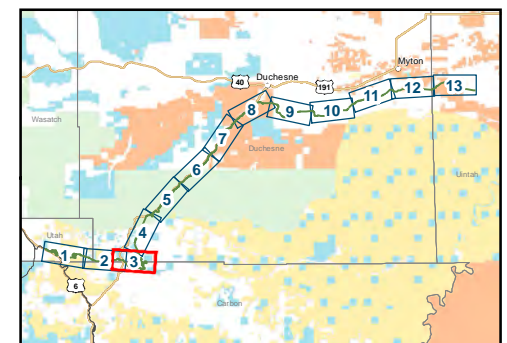 Myton
40
Duchesne
191
13
12
11
10
9
8
7
6
5
4
3
2
1
Wasatch
Duchesne
Uintah
Utah
6
Carbon